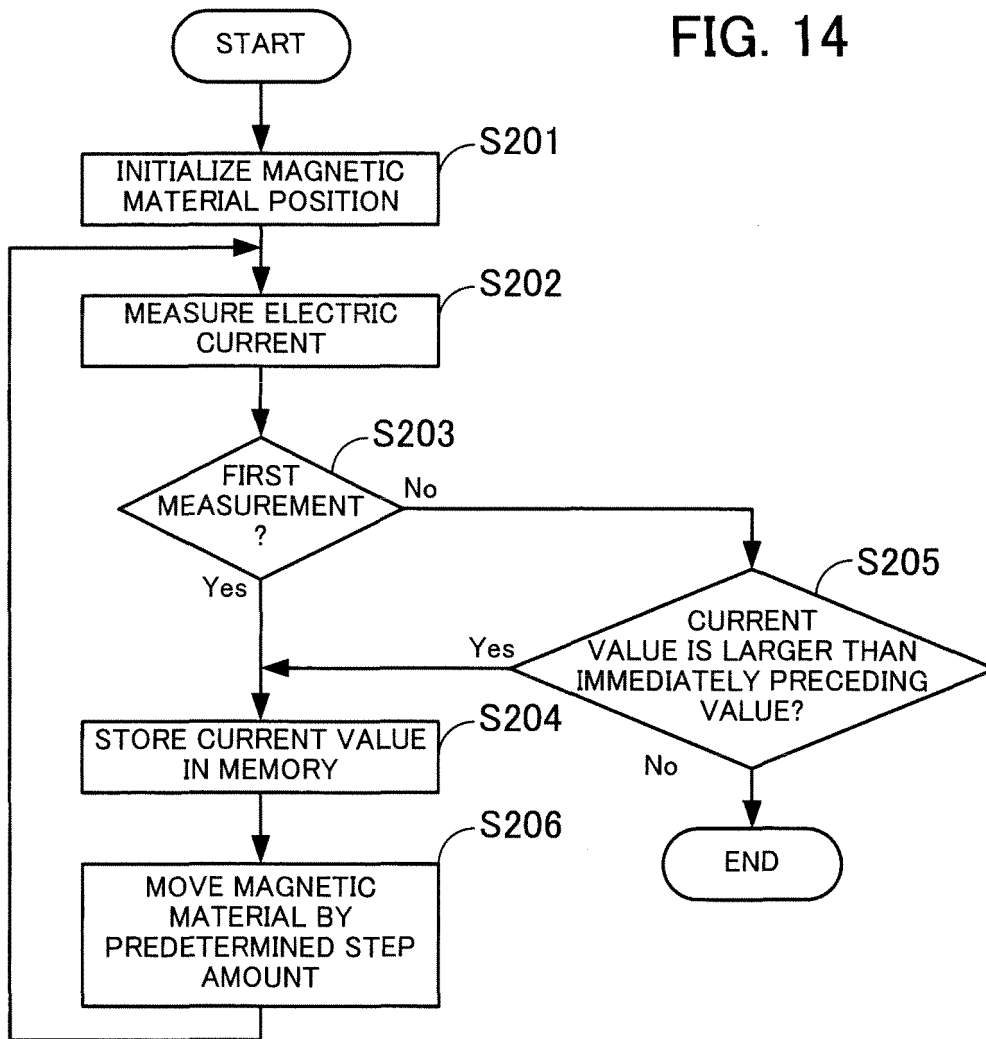 FIG. 14
START
S201
INITIALIZE MAGNETIC
MATERIAL POSITION
S202
MEASURE ELECTRIC
CURRENT
S203
FIRST
MEASUREMENT
?
No
Yes
S205
CURRENT
VALUE IS LARGER THAN
IMMEDIATELY PRECEDING
VALUE?
Yes
No
S204
STORE CURRENT VALUE
IN MEMORY
S206
MOVE MAGNETIC
MATERIAL BY
PREDETERMINED STEP
AMOUNT
END